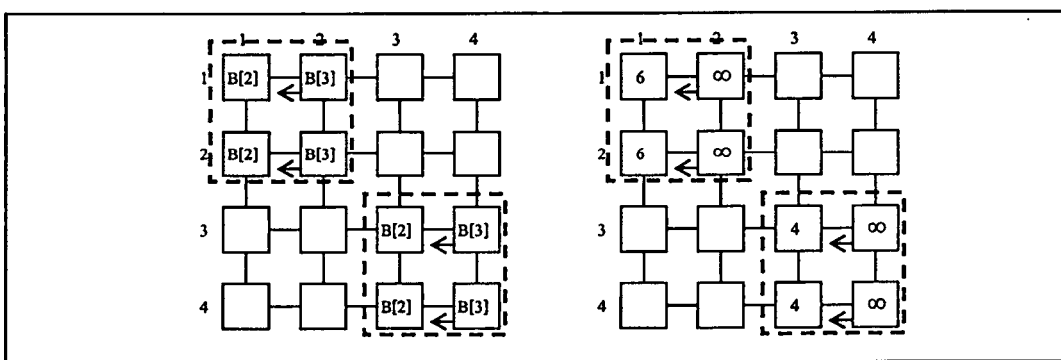 1 2 3 4
1 B[2] B[3]
2 B[2] B[3]
3 B[2] B[3]
4 B[2] B[3]
1 2 3 4
1 6 ∞
2 6 ∞
3 4 ∞
4 4 ∞